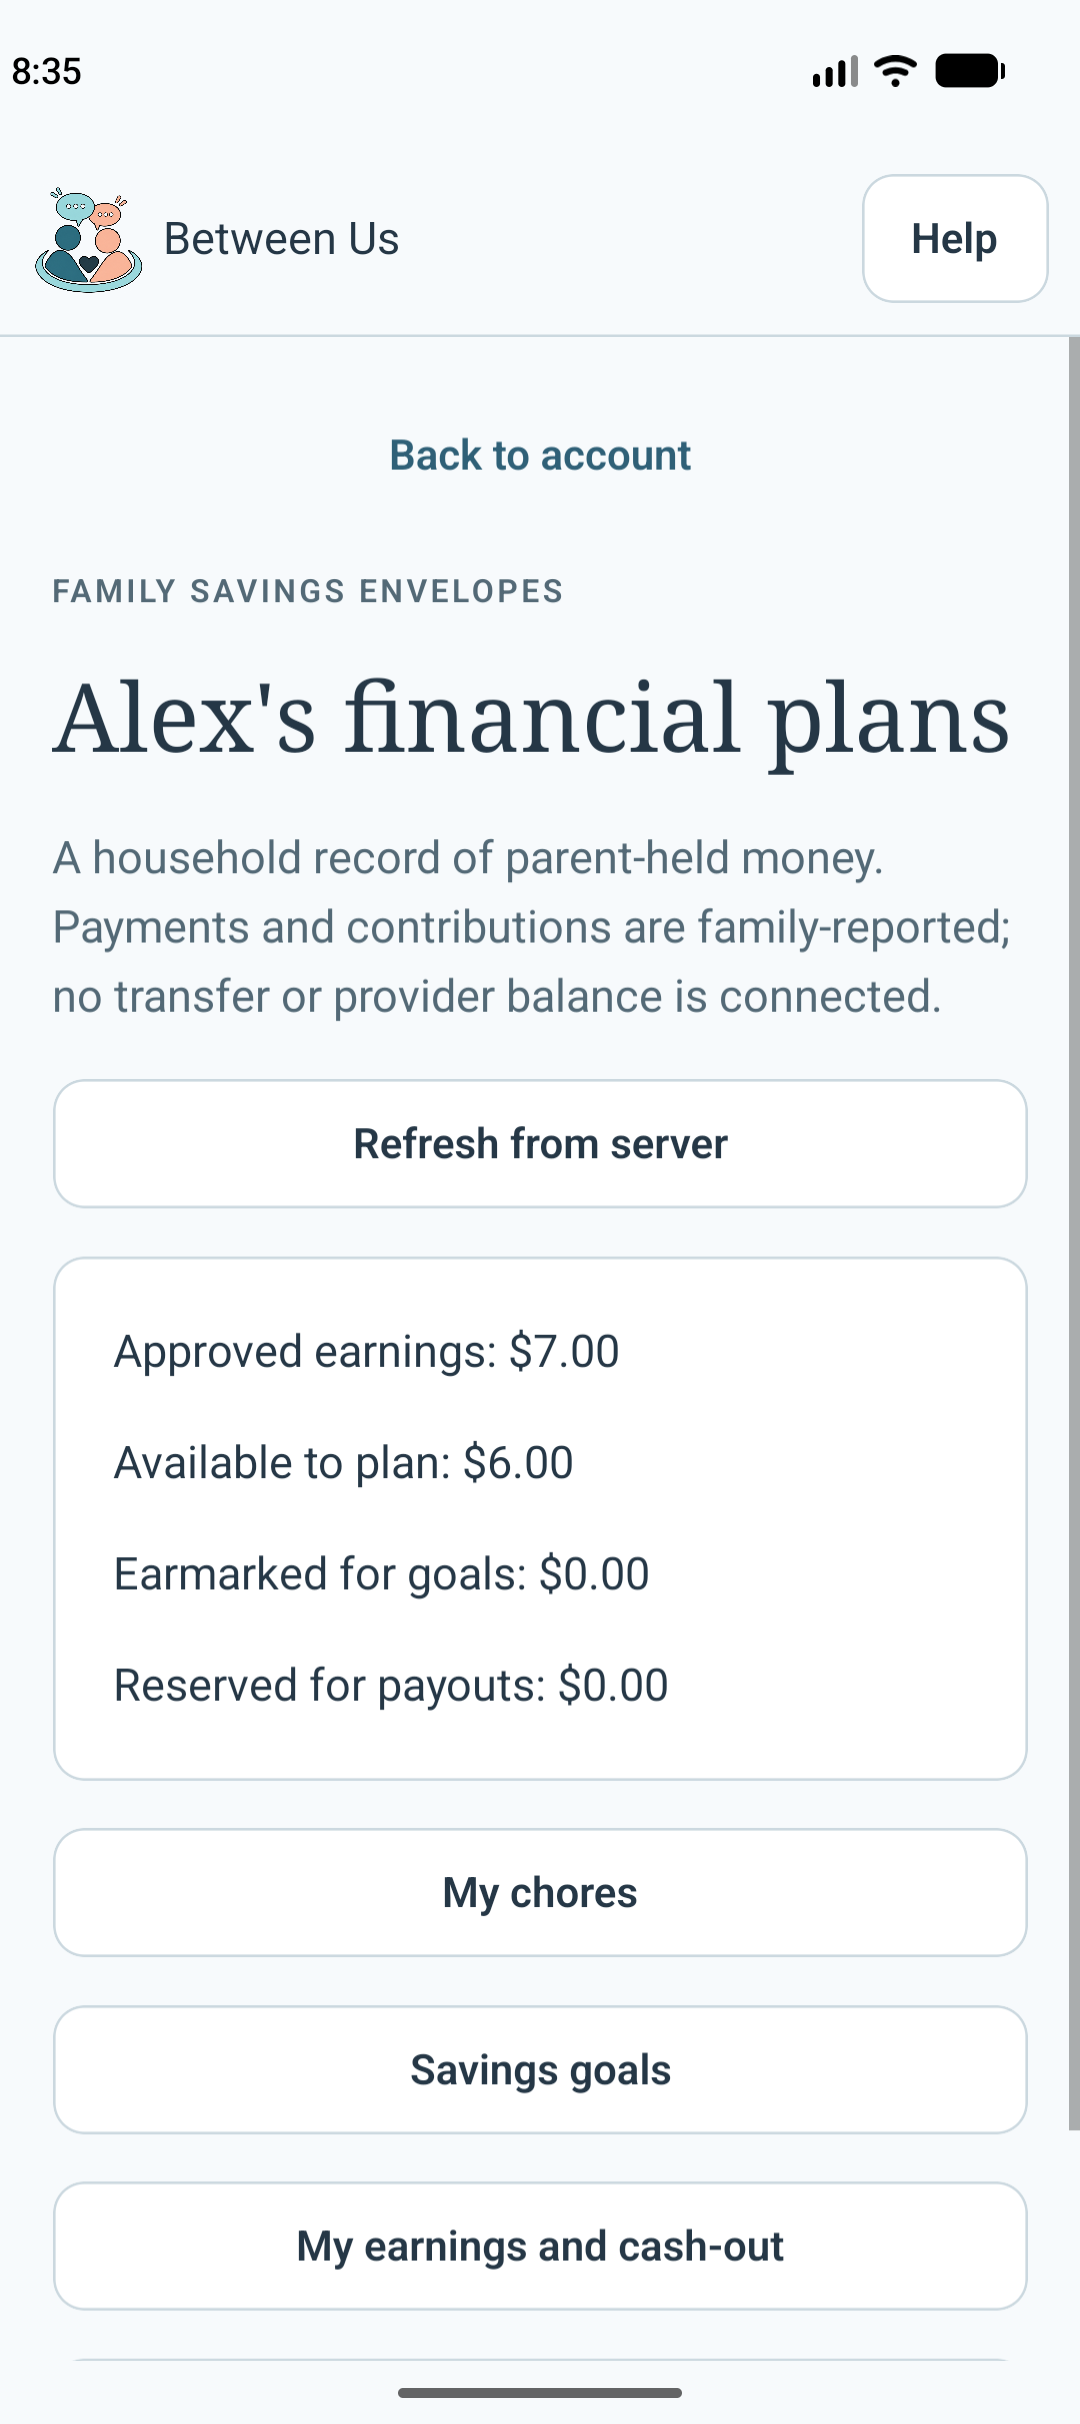 8:35
Between Us
Help
Back to account
FAMILY SAVINGS ENVELOPES
Alex's financial plans
A household record of parent-held money.
Payments and contributions are family-reported;
no transfer or provider balance is connected.
Refresh from server
Approved earnings: $7.00
Available to plan: $6.00
Earmarked for goals: $0.00
Reserved for payouts: $0.00
My chores
Savings goals
My earnings and cash-out